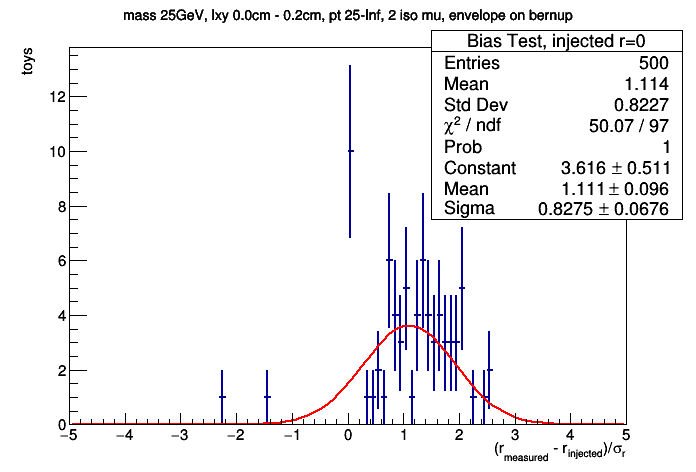 mass 25GeV, lxy 0.0cm - 0.2cm, pt 25-Inf, 2 iso mu, envelope on bernup
Bias Test, injected r=0
Entries 500
Mean 1.114
Std Dev 0.8227
χ² / ndf 50.07 / 97
Prob 1
Constant 3.616 ± 0.511
Mean 1.111 ± 0.096
Sigma 0.8275 ± 0.0676
toys
12
10
8
6
4
2
0
−5 −4 −3 −2 −1 0 1 2 3 4 5
(r_measured - r_injected)/σ_r